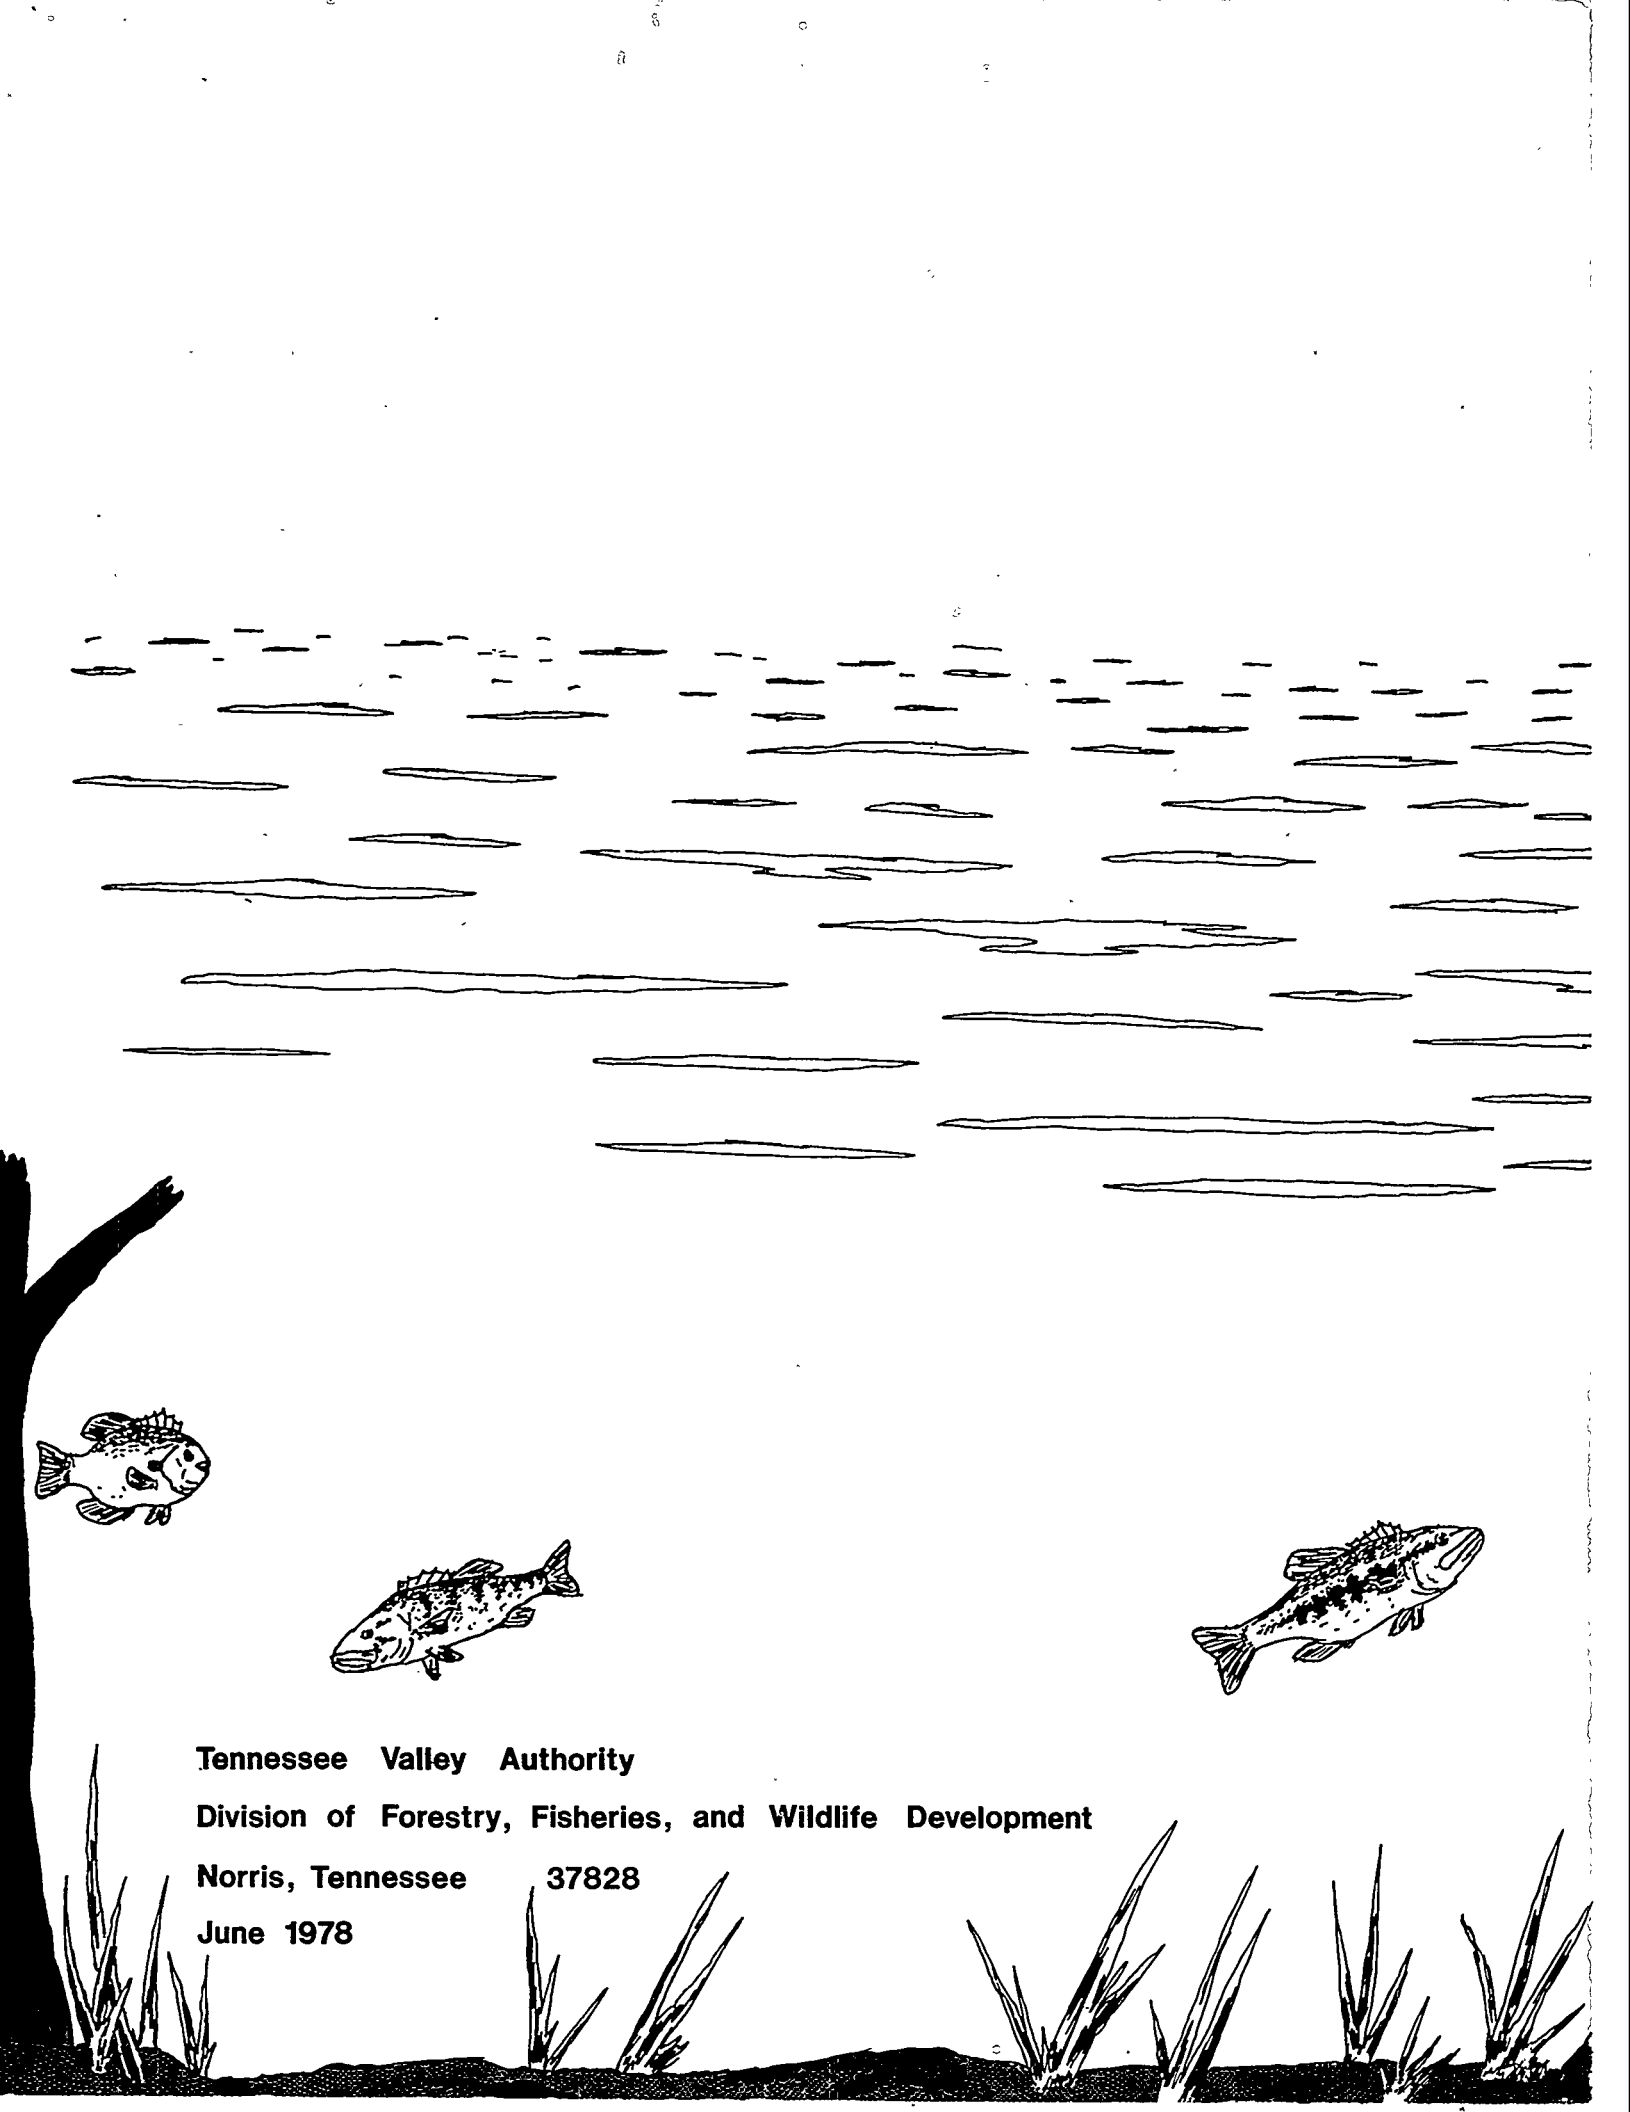 Tennessee Valley Authority
Division of Forestry, Fisheries, and Wildlife Development
Norris, Tennessee 37828
June 1978